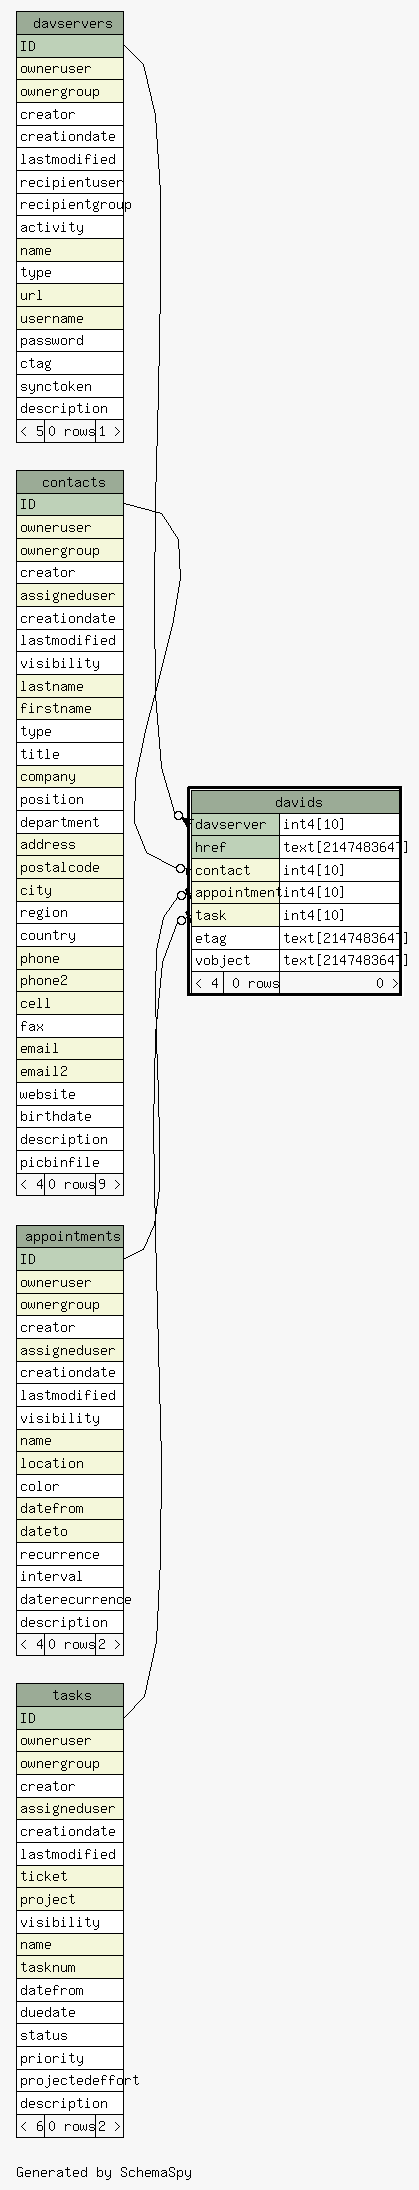 davservers
ID
owneruser
ownergroup
creator
creationdate
lastmodified
recipientuser
recipientgroup
activity
name
type
url
username
password
ctag
synctoken
description
< 5 0 rows 1 >
contacts
ID
owneruser
ownergroup
creator
assigneduser
creationdate
lastmodified
visibility
lastname
firstname
type
title
company
position
department
address
postalcode
city
region
country
phone
phone2
cell
fax
email
email2
website
birthdate
description
picbinfile
< 4 0 rows 9 >
davids
davserver int4[10]
href text[2147483647]
contact int4[10]
appointment int4[10]
task int4[10]
etag text[2147483647]
vobject text[2147483647]
< 4 0 rows 0 >
appointments
ID
owneruser
ownergroup
creator
assigneduser
creationdate
lastmodified
visibility
name
location
color
datefrom
dateto
recurrence
interval
daterecurrence
description
< 4 0 rows 2 >
tasks
ID
owneruser
ownergroup
creator
assigneduser
creationdate
lastmodified
ticket
project
visibility
name
tasknum
datefrom
duedate
status
priority
projectedeffort
description
< 6 0 rows 2 >
Generated by SchemaSpy